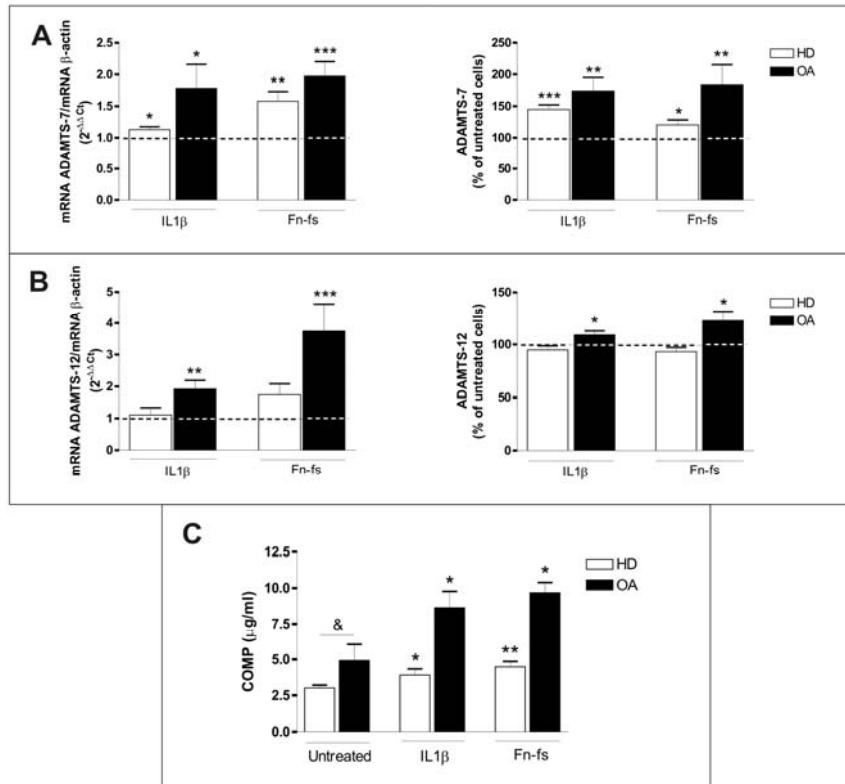 A
mRNA ADAMTS-7/mRNA β-actin
(2-ΔΔCt)
2.5
2.0
1.5
1.0
0.5
0.0
*
*
**
***
IL1β
Fn-fs
ADAMTS-7
(% of untreated cells)
250
200
150
100
50
0
***
**
*
**
IL1β
Fn-fs
HD
OA
B
mRNA ADAMTS-12/mRNA β-actin
(2-ΔΔCt)
5
4
3
2
1
0
**
***
IL1β
Fn-fs
ADAMTS-12
(% of untreated cells)
150
100
50
0
*
*
IL1β
Fn-fs
HD
OA
C
COMP (μg/ml)
12.5
10.0
7.5
5.0
2.5
0.0
&
*
*
**
*
Untreated
IL1β
Fn-fs
HD
OA